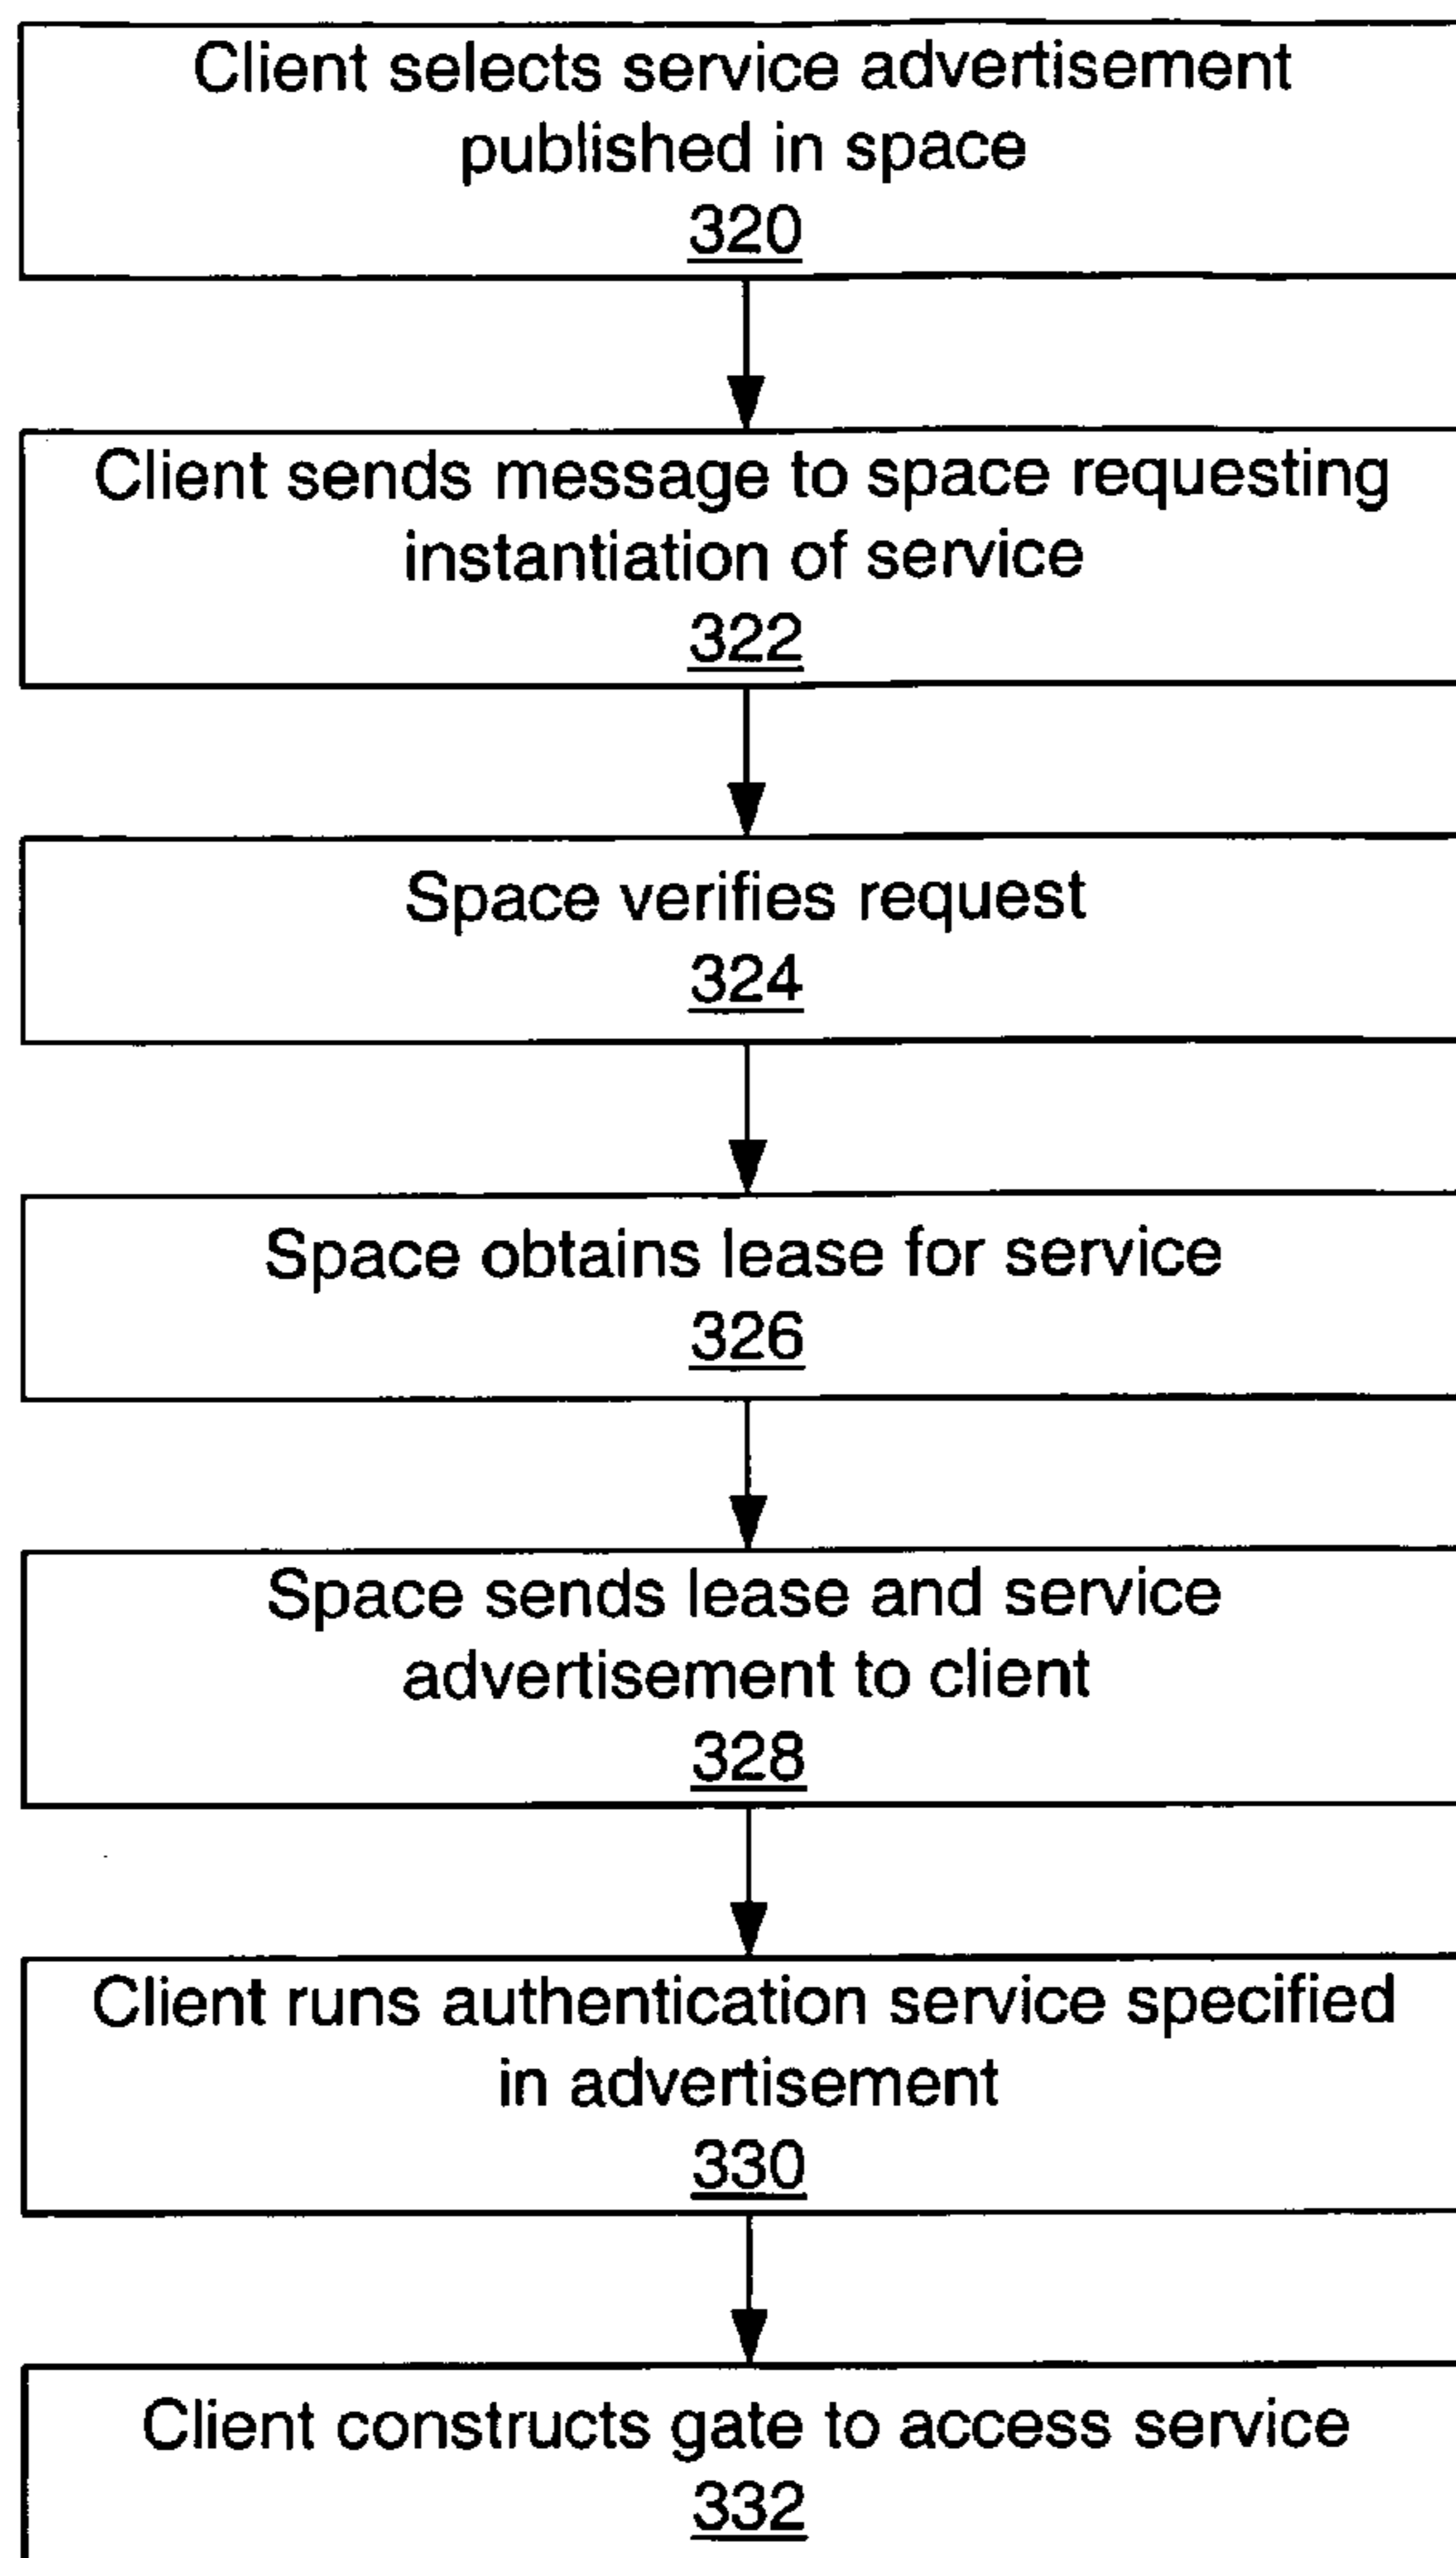 Client selects service advertisement
published in space
320
Client sends message to space requesting
instantiation of service
322
Space verifies request
324
Space obtains lease for service
326
Space sends lease and service
advertisement to client
328
Client runs authentication service specified
in advertisement
330
Client constructs gate to access service
332